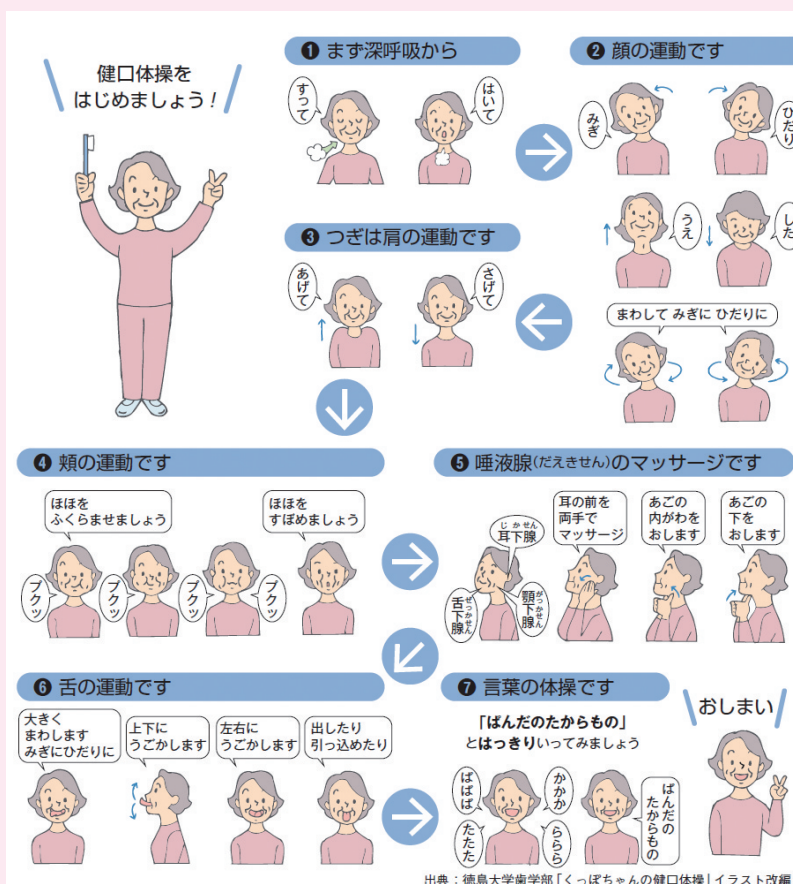 健口体操を
はじめましょう!
❶ まず深呼吸から
すって
はいて
❷ 顔の運動です
みぎ
ひだり
うえ
した
まわして みぎに ひだりに
❸ つぎは肩の運動です
あげて
さげて
❹ 頬の運動です
ほほを
ふくらませましょう
ほほを
すぼめましょう
プクッ
プクッ
プクッ
プクッ
❺ 唾液腺(だえきせん)のマッサージです
じかせん
耳下腺
舌下腺
ぜっかせん
顎下腺
がっかせん
耳の前を
両手で
マッサージ
あごの
内がわを
おします
あごの
下を
おします
❻ 舌の運動です
大きく
まわします
みぎにひだりに
上下に
うごかします
左右に
うごかします
出したり
引っ込めたり
❼ 言葉の体操です
「ぱんだのたからもの」
とはっきりいってみましょう
ぱぱぱ
かかか
たたた
ららら
ぱんだの
たからもの
おしまい
出典:徳島大学歯学部「くっぽちゃんの健口体操」イラスト改編